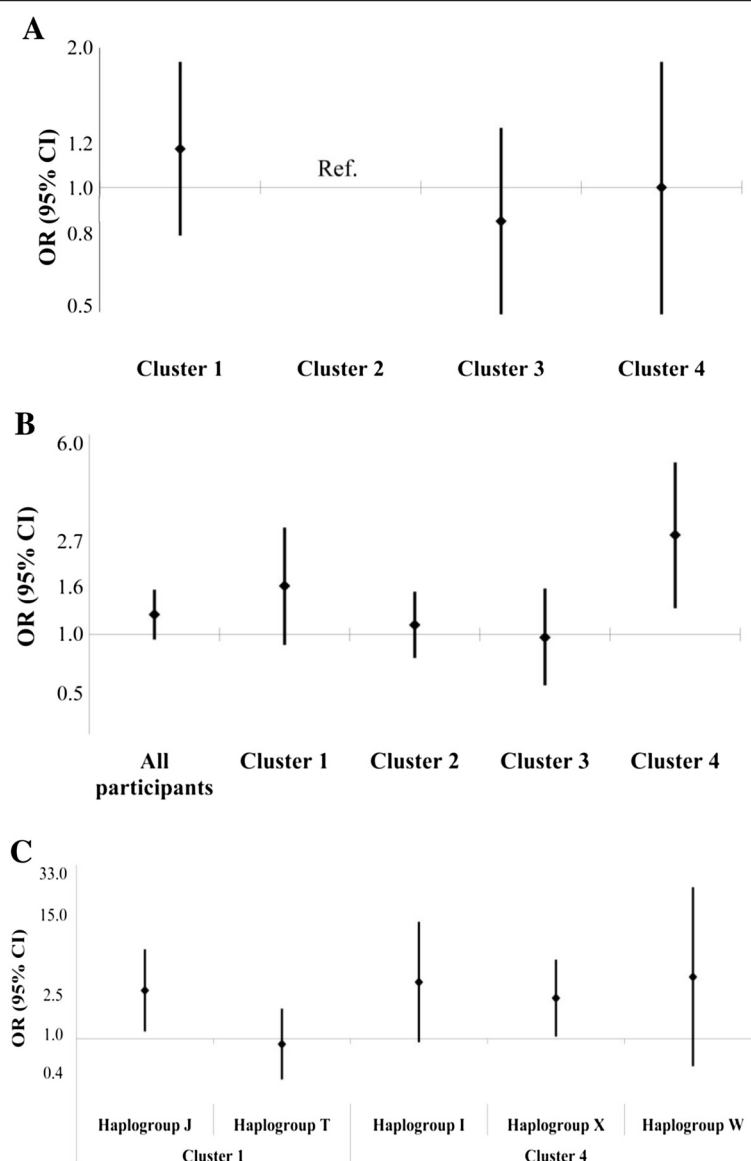 A
2.0
1.2
Ref.
1.0
0.8
0.5
OR (95% CI)
Cluster 1 Cluster 2 Cluster 3 Cluster 4
B
6.0
2.7
1.6
1.0
0.5
OR (95% CI)
All participants Cluster 1 Cluster 2 Cluster 3 Cluster 4
C
33.0
15.0
2.5
1.0
0.4
OR (95% CI)
Haplogroup J Haplogroup T Haplogroup I Haplogroup X Haplogroup W
Cluster 1 Cluster 4